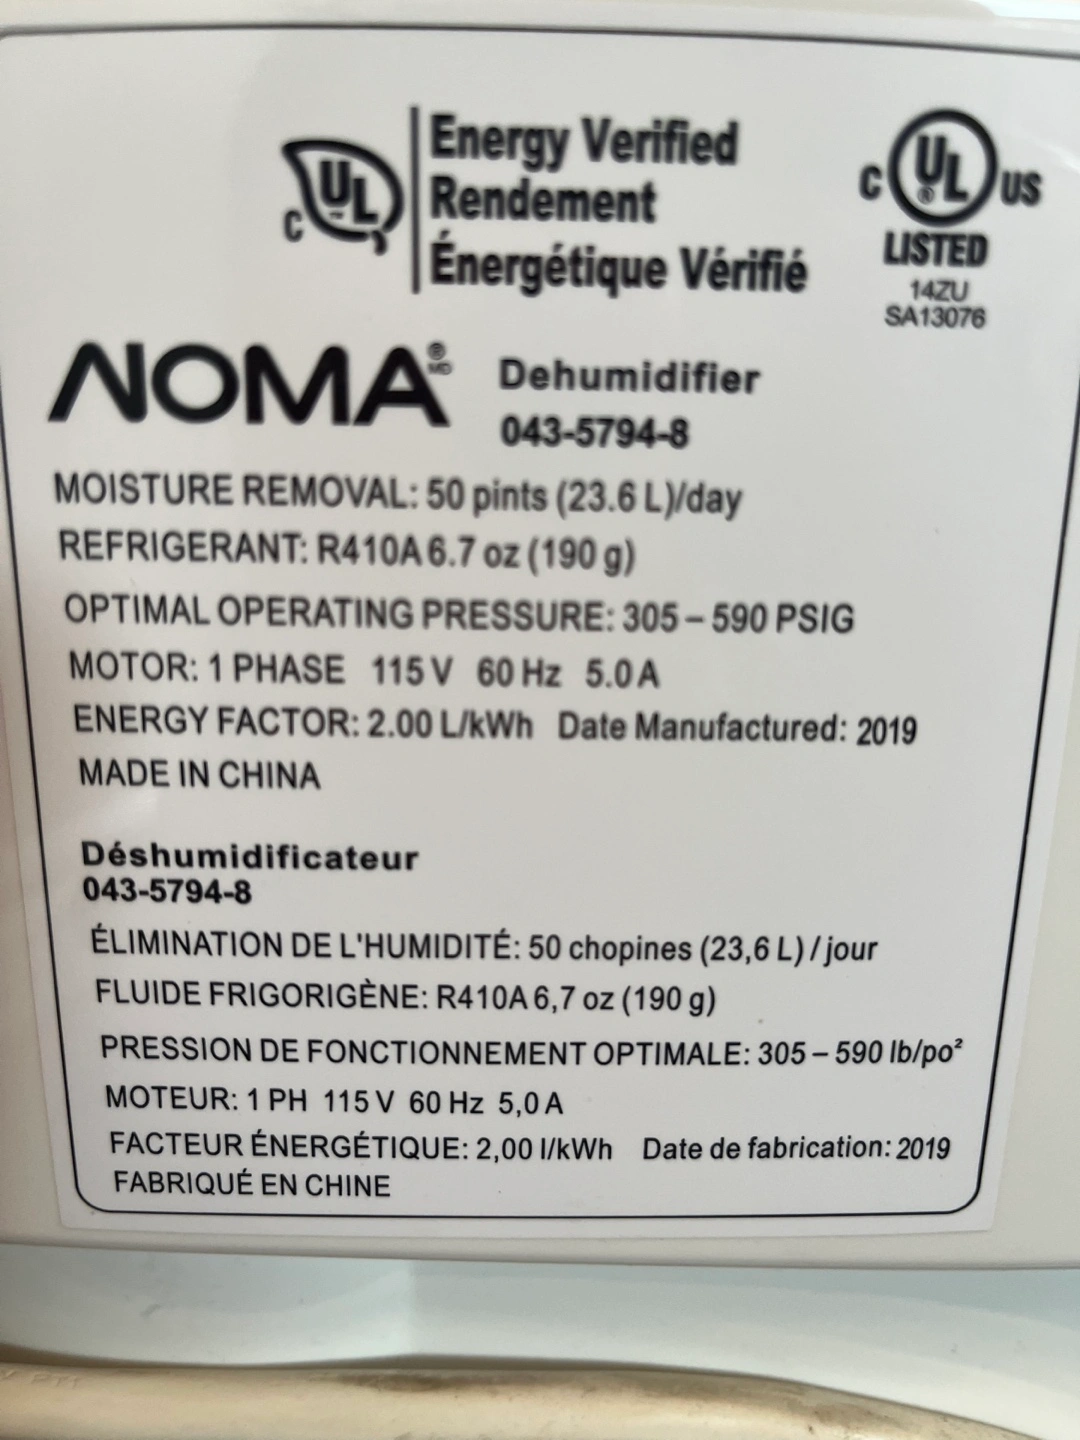 Energy Verified
Rendement
Énergétique Vérifié
C UL
C UL ® US
LISTED
14ZU
SA13076
NOMA ® MD
Dehumidifier
043-5794-8
MOISTURE REMOVAL: 50 pints (23.6 L)/day
REFRIGERANT: R410A 6.7 oz (190 g)
OPTIMAL OPERATING PRESSURE: 305 – 590 PSIG
MOTOR: 1 PHASE 115 V 60 Hz 5.0 A
ENERGY FACTOR: 2.00 L/kWh Date Manufactured: 2019
MADE IN CHINA
Déshumidificateur
043-5794-8
ÉLIMINATION DE L'HUMIDITÉ: 50 chopines (23,6 L) / jour
FLUIDE FRIGORIGÈNE: R410A 6,7 oz (190 g)
PRESSION DE FONCTIONNEMENT OPTIMALE: 305 – 590 lb/po²
MOTEUR: 1 PH 115 V 60 Hz 5,0 A
FACTEUR ÉNERGÉTIQUE: 2,00 l/kWh Date de fabrication: 2019
FABRIQUÉ EN CHINE